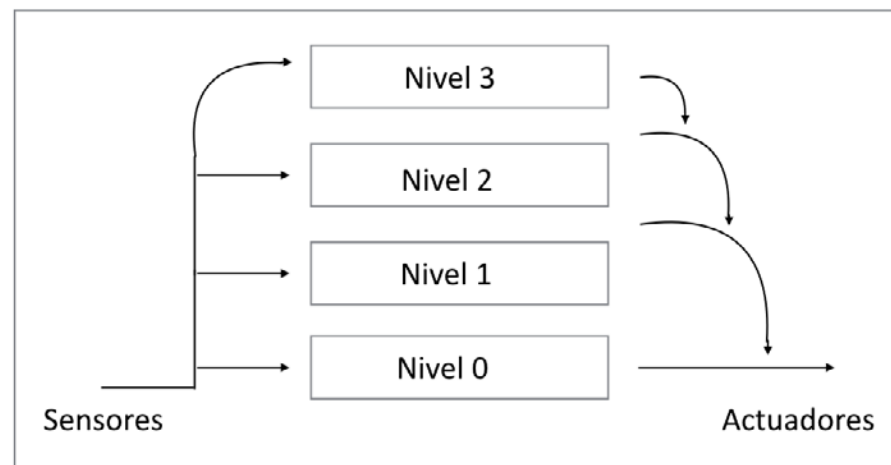 Nivel 3
Nivel 2
Nivel 1
Nivel 0
Sensores
Actuadores